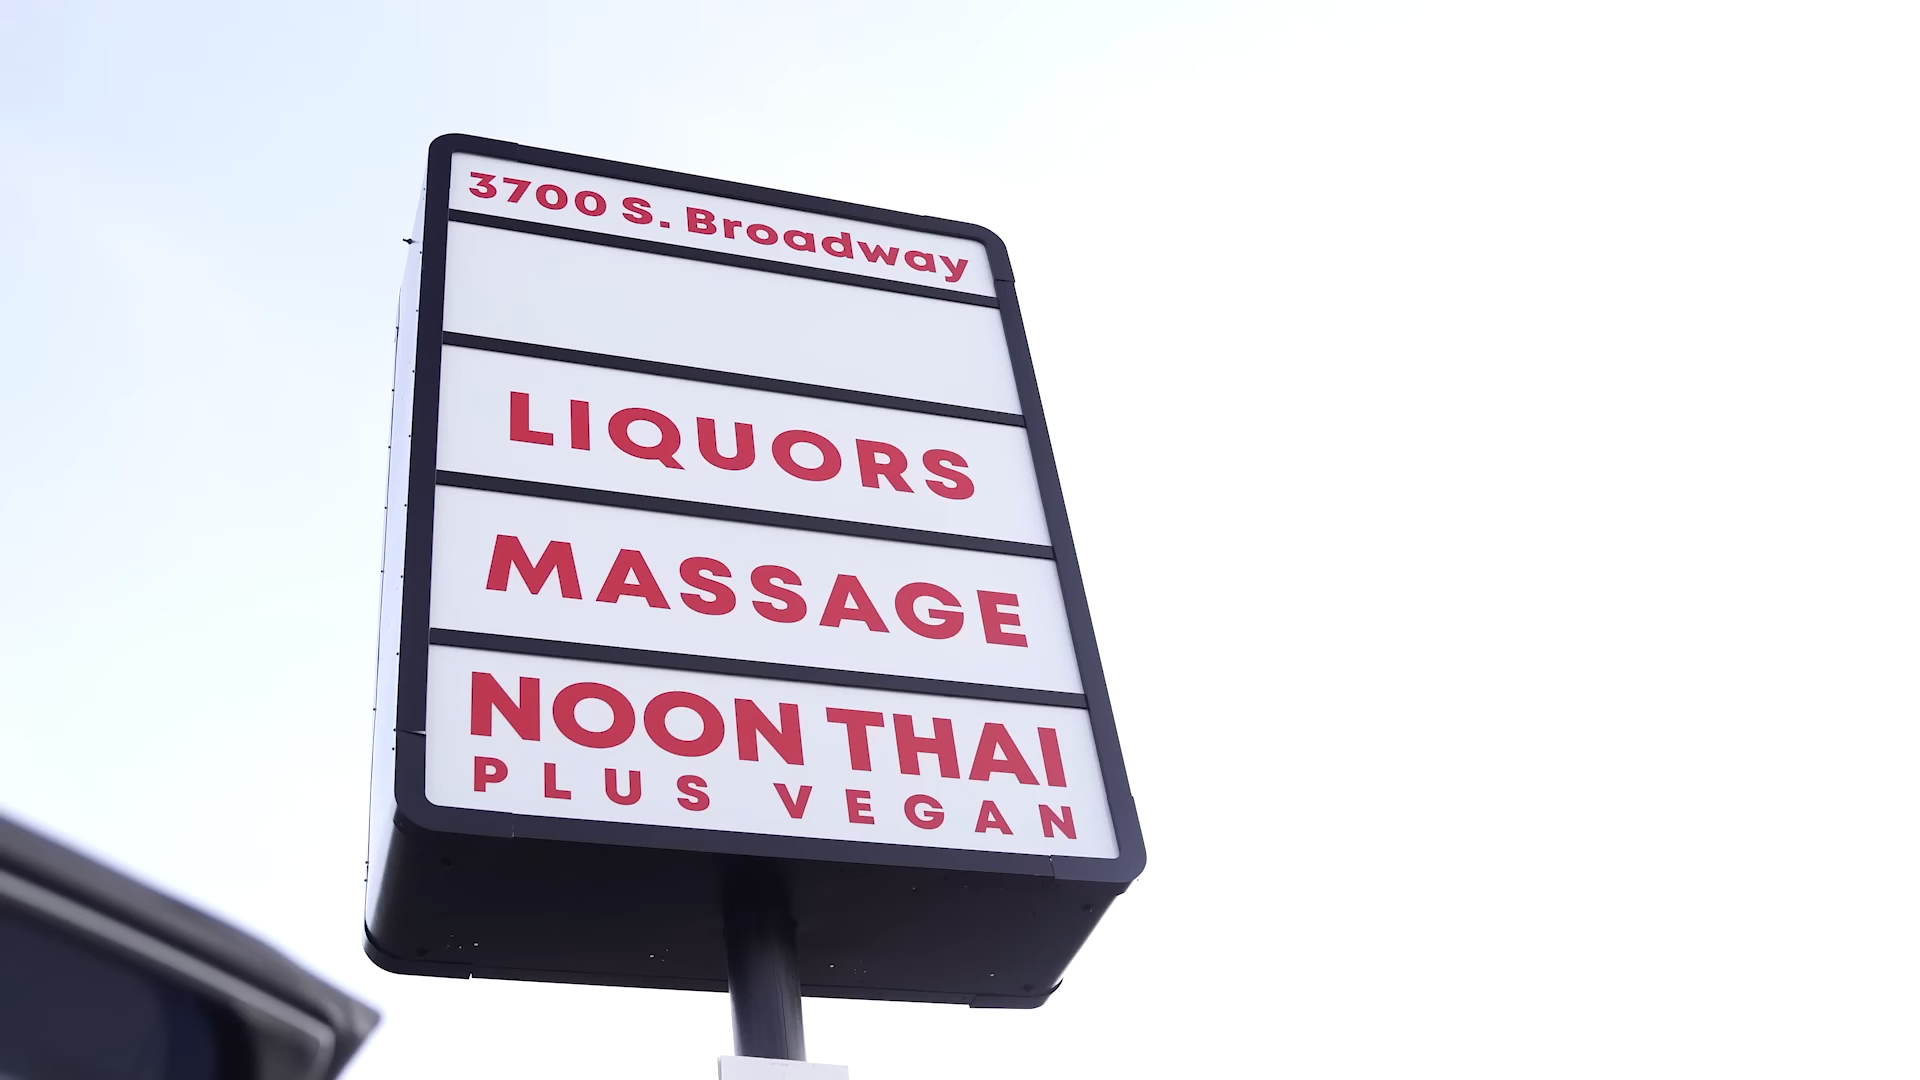 3700 S. Broadway
LIQUORS
MASSAGE
NOON THAI
PLUS VEGAN